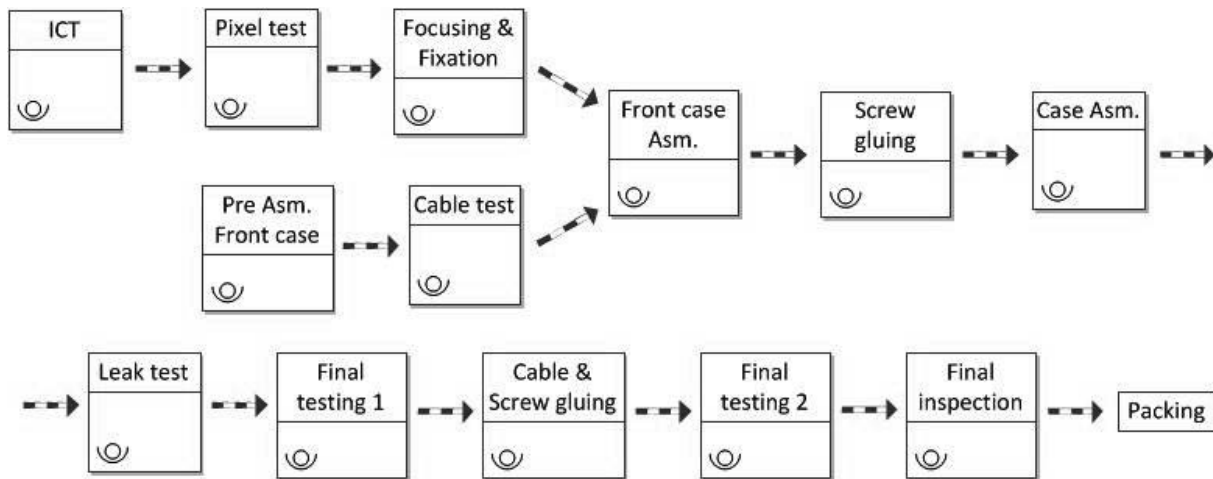 ICT
Pixel test
Focusing &
Fixation
Front case
Asm.
Screw
gluing
Case Asm.
Pre Asm.
Front case
Cable test
Leak test
Final
testing 1
Cable &
Screw gluing
Final
testing 2
Final
inspection
Packing